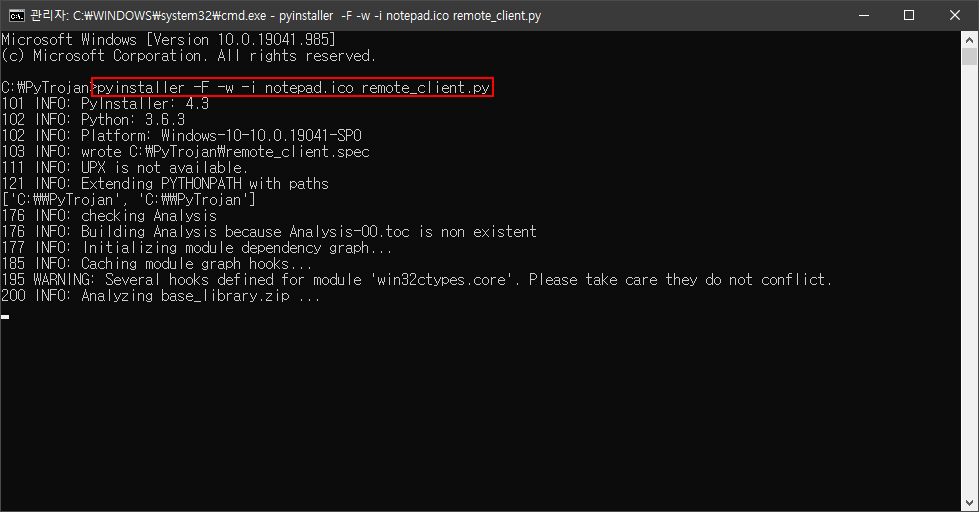 관리자: C:₩WINDOWS₩system32₩cmd.exe - pyinstaller  -F -w -i notepad.ico remote_client.py
Microsoft Windows [Version 10.0.19041.985]
(c) Microsoft Corporation. All rights reserved.
C:₩PyTrojan>pyinstaller -F -w -i notepad.ico remote_client.py
101 INFO: PyInstaller: 4.3
102 INFO: Python: 3.6.3
102 INFO: Platform: Windows-10-10.0.19041-SP0
103 INFO: wrote C:₩PyTrojan₩remote_client.spec
111 INFO: UPX is not available.
121 INFO: Extending PYTHONPATH with paths
['C:₩₩PyTrojan', 'C:₩₩PyTrojan']
176 INFO: checking Analysis
176 INFO: Building Analysis because Analysis-00.toc is non existent
177 INFO: Initializing module dependency graph...
185 INFO: Caching module graph hooks...
195 WARNING: Several hooks defined for module 'win32ctypes.core'. Please take care they do not conflict.
200 INFO: Analyzing base_library.zip ...